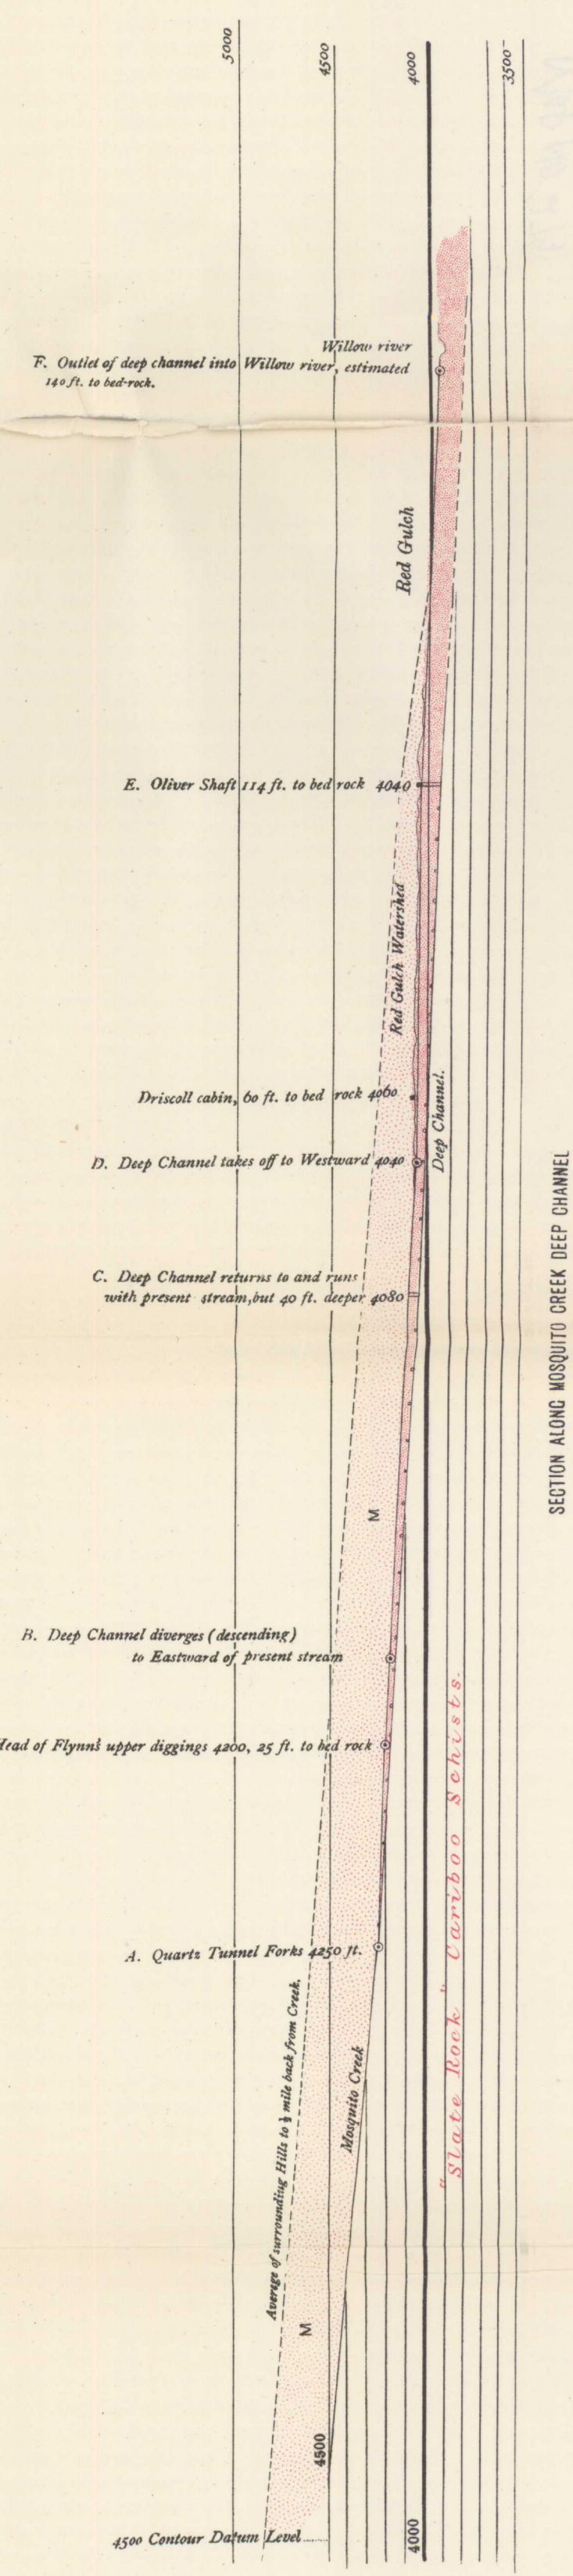 5000
4500
4000
3500
Willow river
F. Outlet of deep channel into Willow river, estimated
140 ft. to bed-rock.
Red Gulch
E. Oliver Shaft 114 ft. to bed rock 4040
Red Gulch Watershed
Driscoll cabin, 60 ft. to bed rock 4060
Deep Channel.
D. Deep Channel takes off to Westward 4040
C. Deep Channel returns to and runs
with present stream, but 40 ft. deeper 4080
SECTION ALONG MOSQUITO CREEK DEEP CHANNEL
M
B. Deep Channel diverges (descending)
to Eastward of present stream
Head of Flynn's upper diggings 4200, 25 ft. to bed rock
"Slate Rock" Cariboo Schists.
A. Quartz Tunnel Forks 4250 ft.
Average of surrounding Hills to ½ mile back from Creek.
Mosquito Creek
M
4500
4500 Contour Datum Level
4000